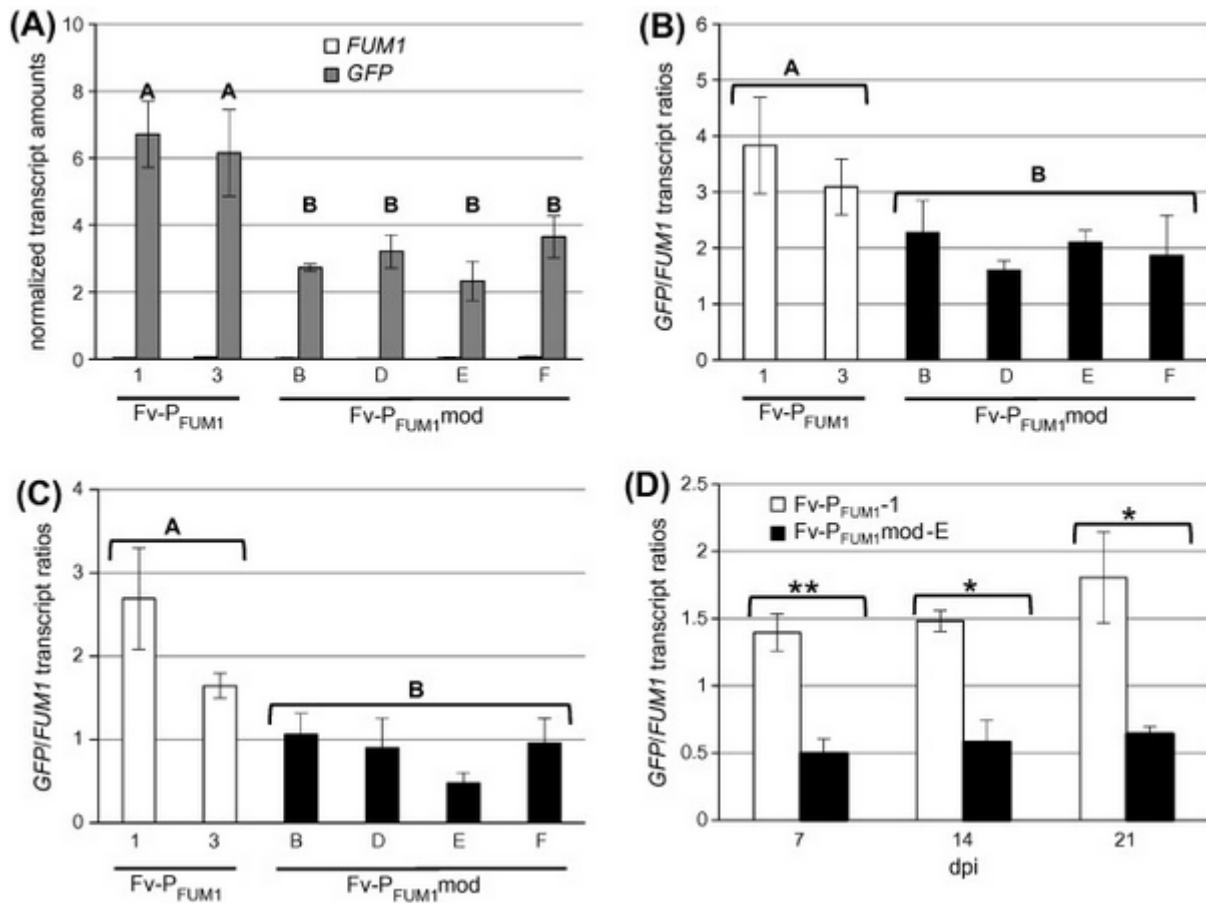 (A)
normalized transcript amounts
10
8
6
4
2
0
FUM1
GFP
A A B B B B
1 3 B D E F
Fv-PFUM1 Fv-PFUM1mod
(B)
GFP/FUM1 transcript ratios
6
5
4
3
2
1
0
A
B
1 3 B D E F
Fv-PFUM1 Fv-PFUM1mod
(C)
GFP/FUM1 transcript ratios
4
3
2
1
0
A
B
1 3 B D E F
Fv-PFUM1 Fv-PFUM1mod
(D)
GFP/FUM1 transcript ratios
2.5
2
1.5
1
0.5
0
Fv-PFUM1-1
Fv-PFUM1mod-E
** * *
7 14 21
dpi